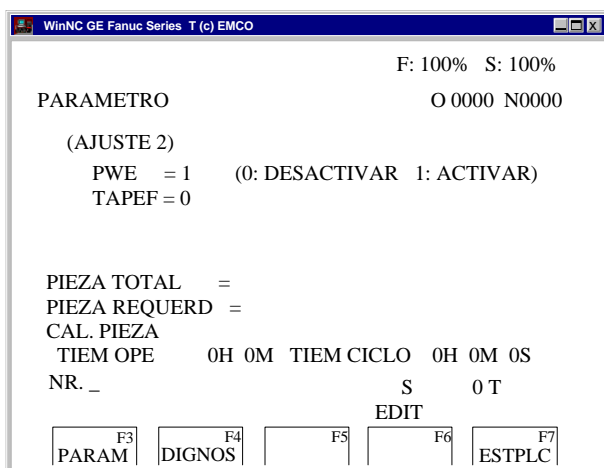 WinNC GE Fanuc Series T (c) EMCO
F: 100% S: 100%
PARAMETRO O 0000 N0000
(AJUSTE 2)
PWE = 1 (0: DESACTIVAR 1: ACTIVAR)
TAPEF = 0
PIEZA TOTAL =
PIEZA REQUERD =
CAL. PIEZA
TIEM OPE 0H 0M TIEM CICLO 0H 0M 0S
NR. _ S 0 T
EDIT
F3 F4 F5 F6 F7
PARAM DIGNOS ESTPLC